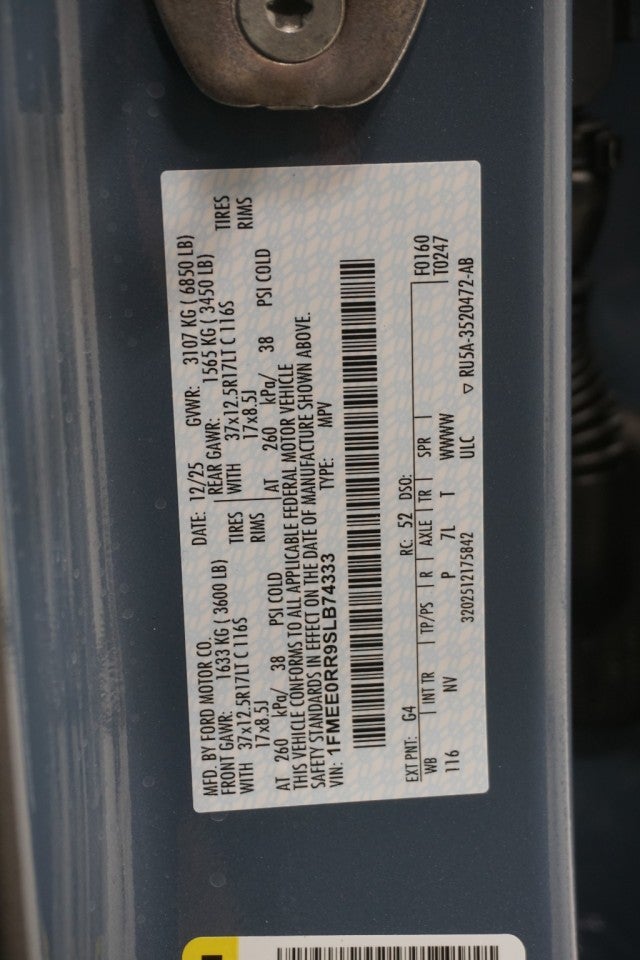 MFD. BY FORD MOTOR CO. DATE: 12/25 GVWR: 3107 KG ( 6850 LB)
FRONT GAWR: 1633 KG ( 3600 LB) REAR GAWR: 1565 KG ( 3450 LB)
WITH 37x12.5R17LT C 116S TIRES WITH 37x12.5R17LT C 116S TIRES
17x8.5J RIMS 17x8.5J RIMS
AT 260 kPa/ 38 PSI COLD AT 260 kPa/ 38 PSI COLD
THIS VEHICLE CONFORMS TO ALL APPLICABLE FEDERAL MOTOR VEHICLE
SAFETY STANDARDS IN EFFECT ON THE DATE OF MANUFACTURE SHOWN ABOVE.
VIN: 1FMEE0RR9SLB74333 TYPE: MPV
EXT PNT: G4 RC: 52 DSO: F0160
WB INT TR TP/PS R AXLE TR SPR T0247
116 NV P 7L T WWWW
3202512175842 ULC ▽ RU5A-3520472-AB